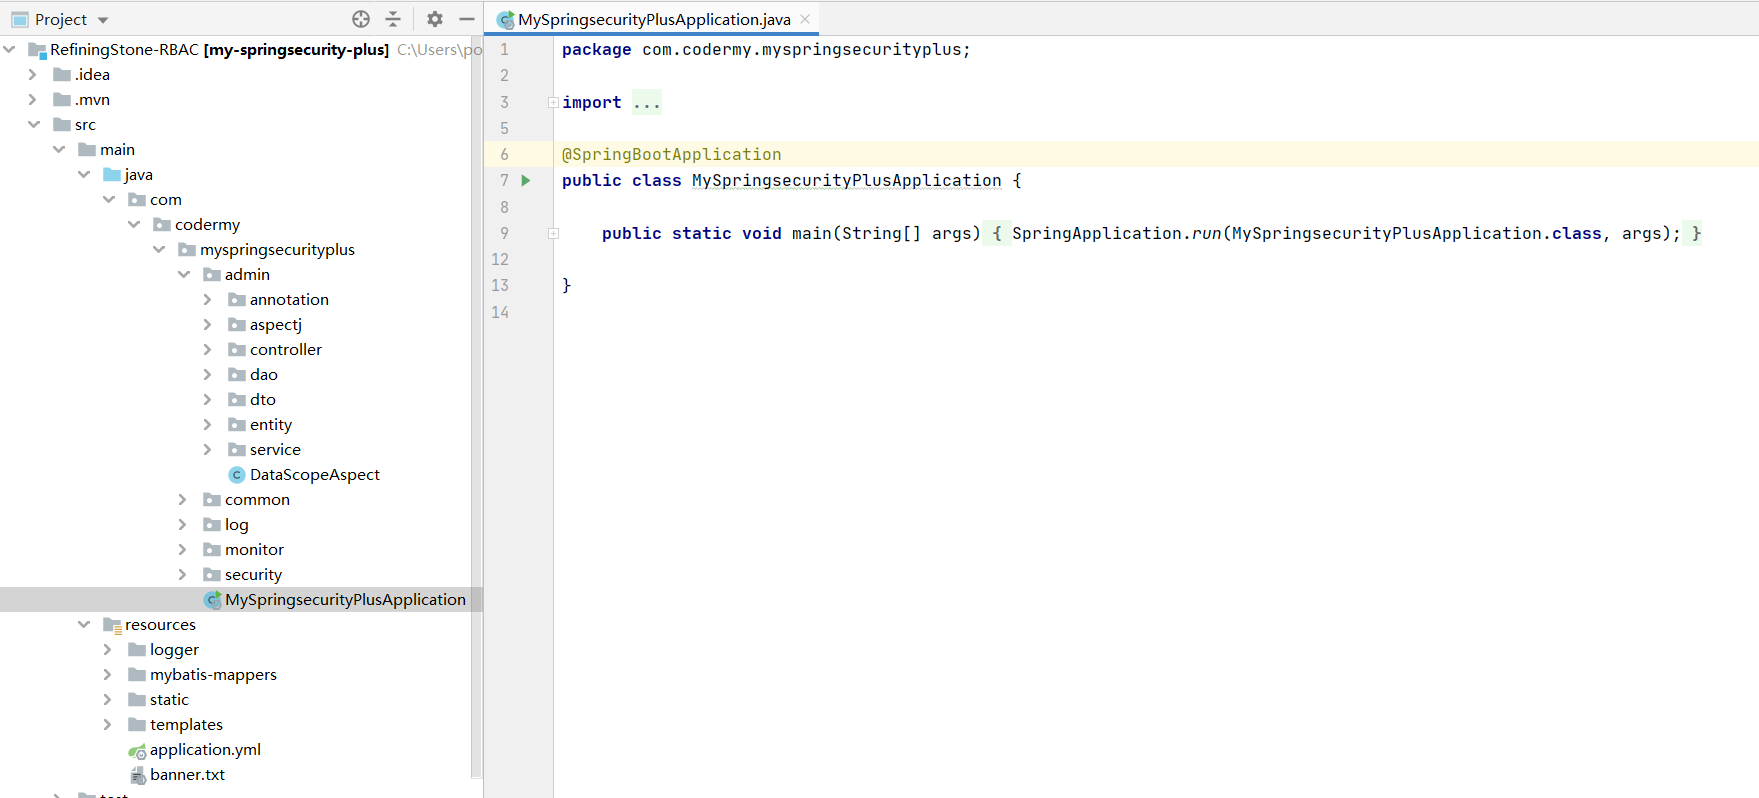 Project
RefiningStone-RBAC [my-springsecurity-plus] C:\Users\po
.idea
.mvn
src
main
java
com
codermy
myspringsecurityplus
admin
annotation
aspectj
controller
dao
dto
entity
service
DataScopeAspect
common
log
monitor
security
MySpringsecurityPlusApplication
resources
logger
mybatis-mappers
static
templates
application.yml
banner.txt
MySpringsecurityPlusApplication.java
1 package com.codermy.myspringsecurityplus;
2
3 import ...
5
6 @SpringBootApplication
7 public class MySpringsecurityPlusApplication {
8
9 public static void main(String[] args) { SpringApplication.run(MySpringsecurityPlusApplication.class, args); }
12
13 }
14